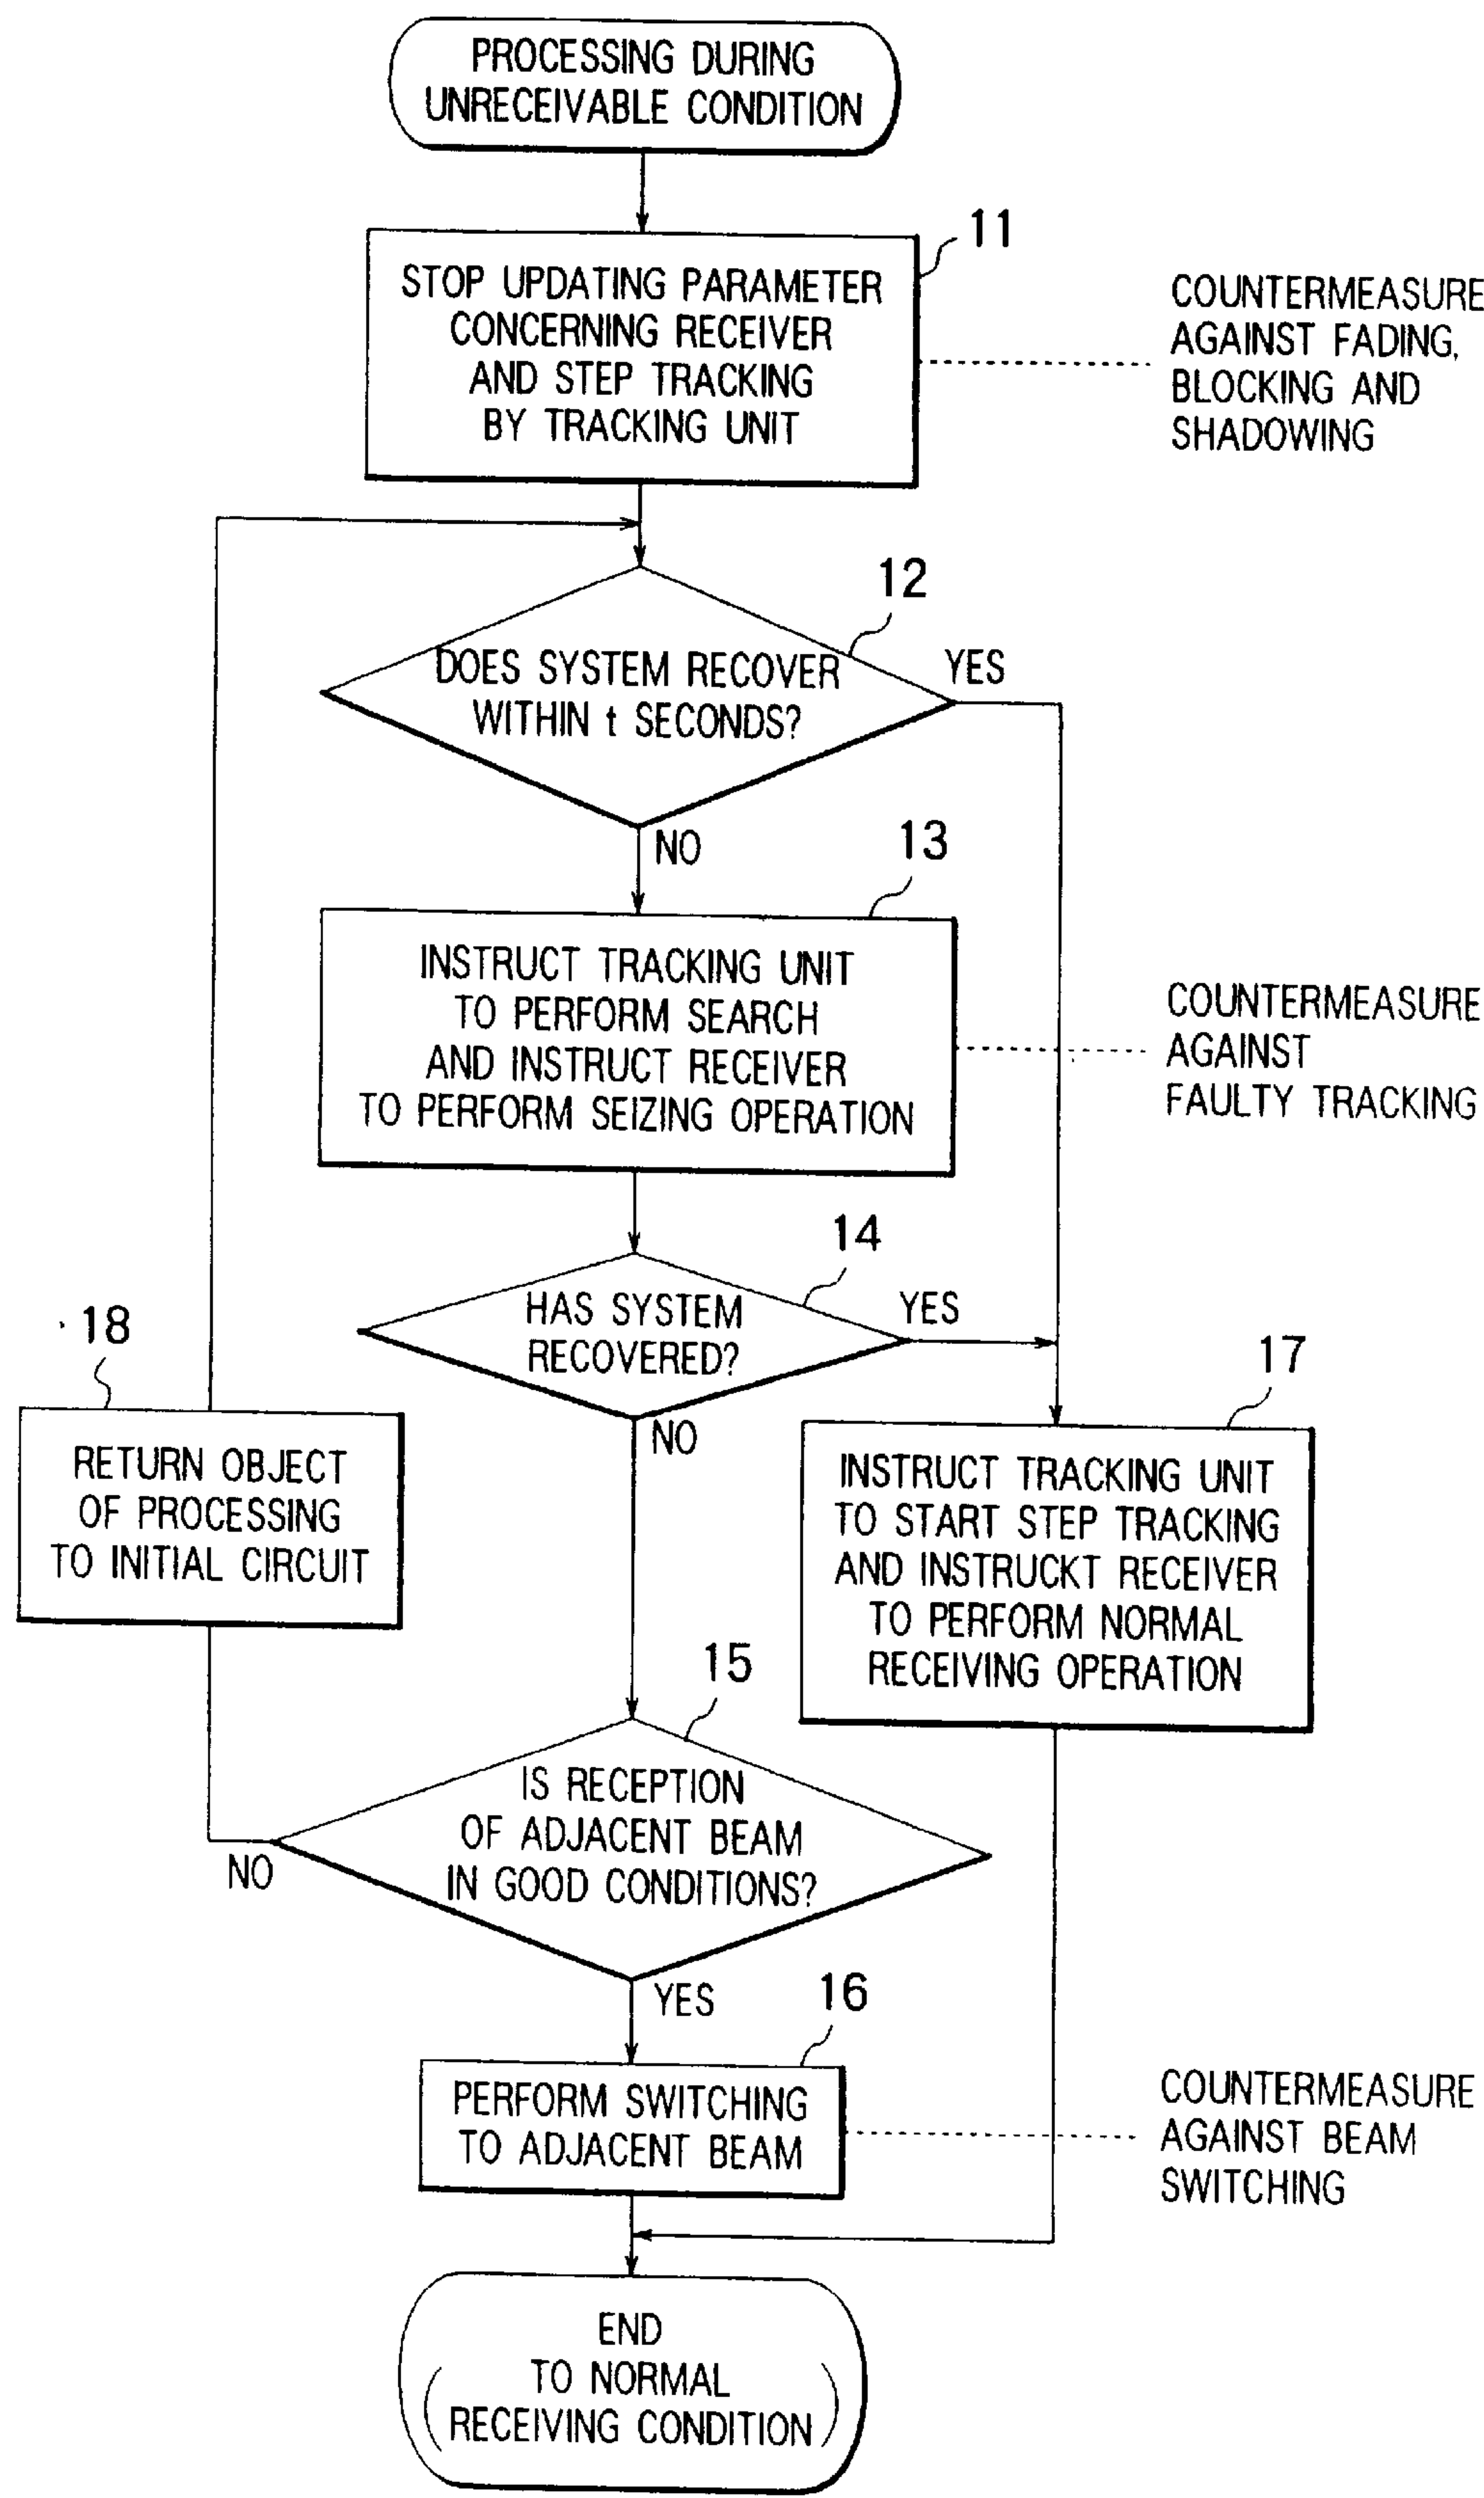 PROCESSING DURING
UNRECEIVABLE CONDITION
11
STOP UPDATING PARAMETER
CONCERNING RECEIVER
AND STEP TRACKING
BY TRACKING UNIT
COUNTERMEASURE
AGAINST FADING,
BLOCKING AND
SHADOWING
12
DOES SYSTEM RECOVER
WITHIN t SECONDS?
YES
NO
13
INSTRUCT TRACKING UNIT
TO PERFORM SEARCH
AND INSTRUCT RECEIVER
TO PERFORM SEIZING OPERATION
COUNTERMEASURE
AGAINST
FAULTY TRACKING
14
HAS SYSTEM
RECOVERED?
YES
NO
18
RETURN OBJECT
OF PROCESSING
TO INITIAL CIRCUIT
17
INSTRUCT TRACKING UNIT
TO START STEP TRACKING
AND INSTRUCKT RECEIVER
TO PERFORM NORMAL
RECEIVING OPERATION
15
IS RECEPTION
OF ADJACENT BEAM
IN GOOD CONDITIONS?
NO
YES
16
PERFORM SWITCHING
TO ADJACENT BEAM
COUNTERMEASURE
AGAINST BEAM
SWITCHING
END
(TO NORMAL
RECEIVING CONDITION)